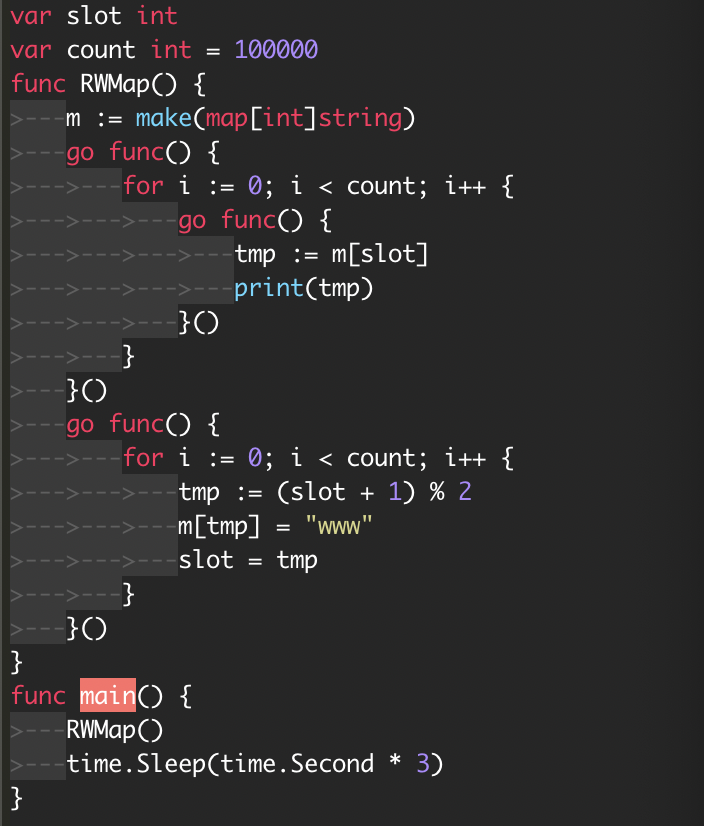 var slot int
var count int = 100000
func RWMap() {
>---m := make(map[int]string)
>---go func() {
>--->---for i := 0; i < count; i++ {
>--->--->---go func() {
>--->--->--->---tmp := m[slot]
>--->--->--->---print(tmp)
>--->--->---}()
>--->---}
>---}()
>---go func() {
>--->---for i := 0; i < count; i++ {
>--->--->---tmp := (slot + 1) % 2
>--->--->---m[tmp] = "www"
>--->--->---slot = tmp
>--->---}
>---}()
}
func main() {
>---RWMap()
>---time.Sleep(time.Second * 3)
}